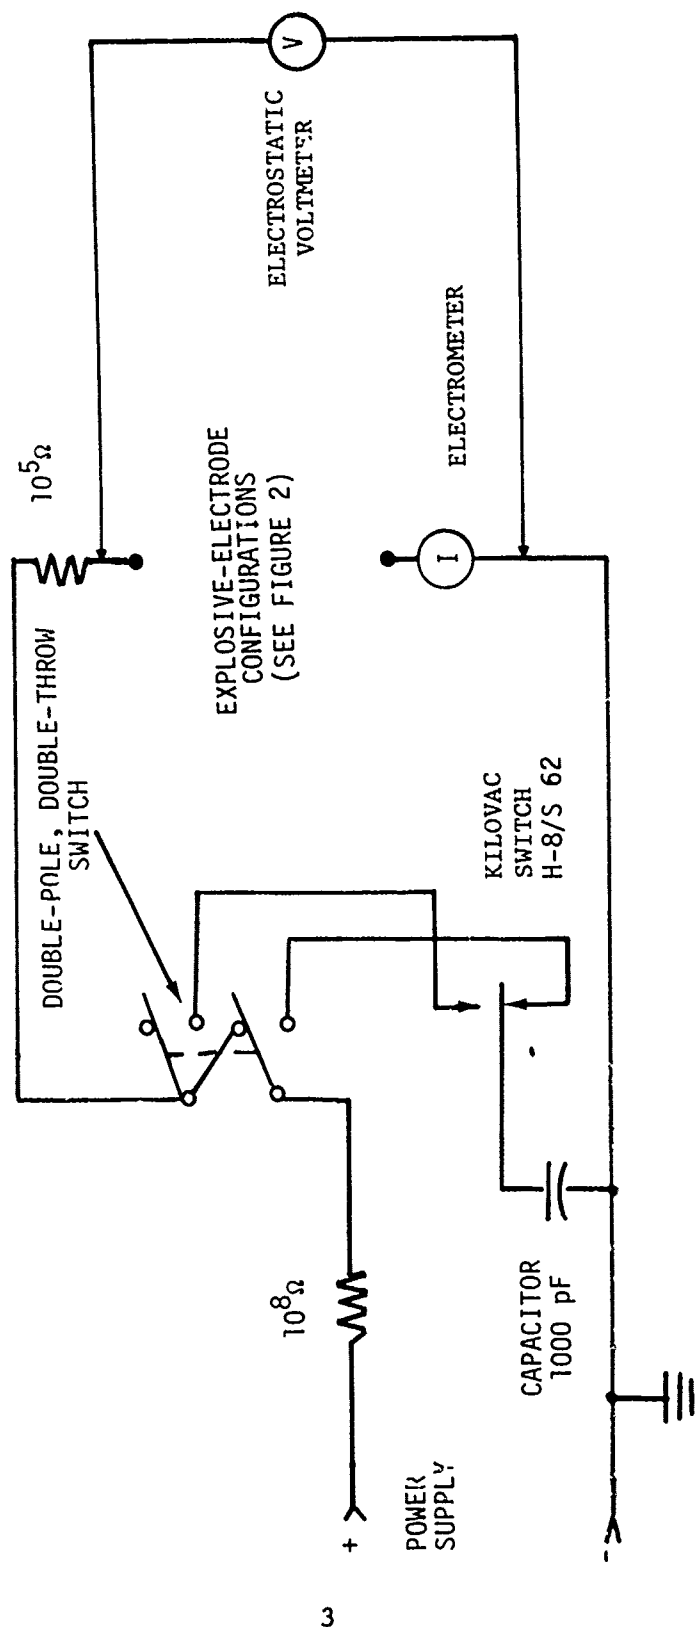 10⁵Ω
DOUBLE-POLE, DOUBLE-THROW
SWITCH
V
ELECTROSTATIC
VOLTMETER
EXPLOSIVE-ELECTRODE
CONFIGURATIONS
(SEE FIGURE 2)
ELECTROMETER
I
KILOVAC
SWITCH
H-8/S 62
10⁸Ω
CAPACITOR
1000 pF
+
POWER
SUPPLY
-
3